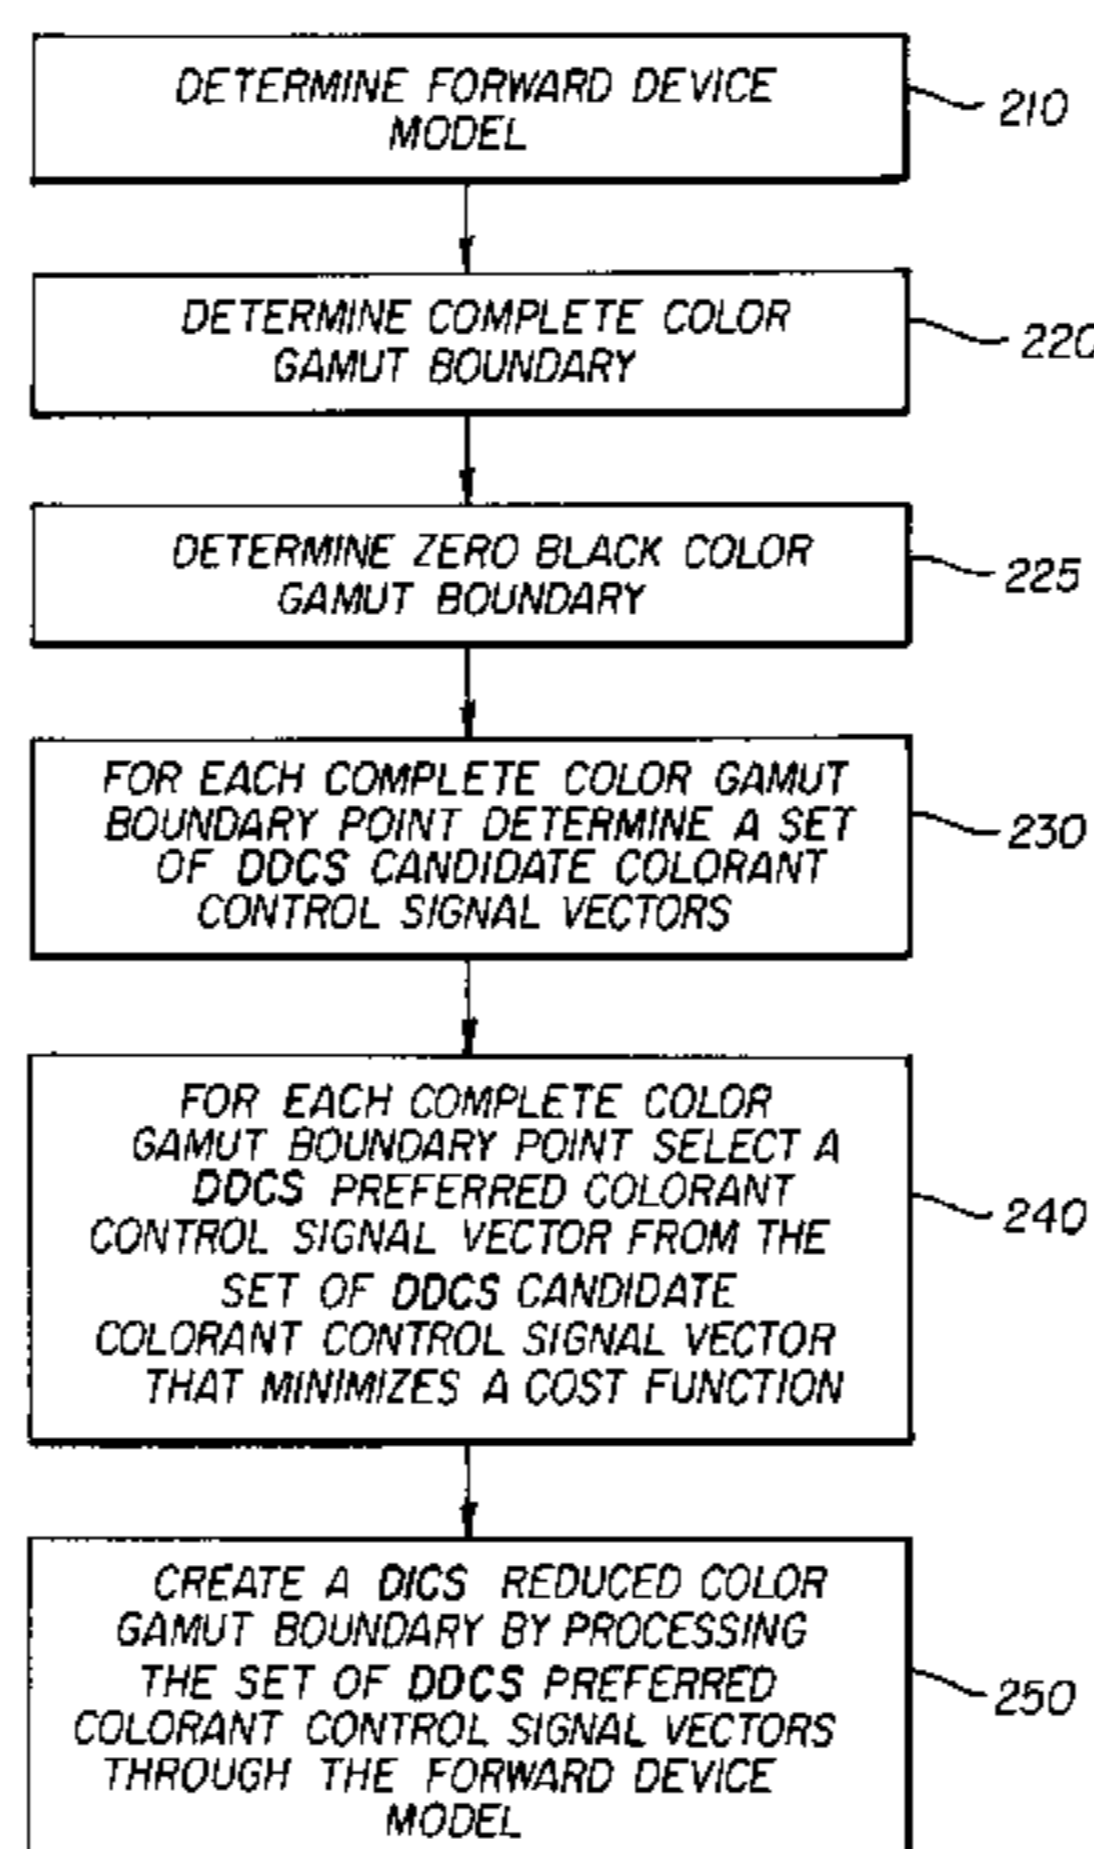 DETERMINE FORWARD DEVICE
MODEL
210
DETERMINE COMPLETE COLOR
GAMUT BOUNDARY
220
DETERMINE ZERO BLACK COLOR
GAMUT BOUNDARY
225
FOR EACH COMPLETE COLOR GAMUT
BOUNDARY POINT DETERMINE A SET
OF DDCS CANDIDATE COLORANT
CONTROL SIGNAL VECTORS
230
FOR EACH COMPLETE COLOR
GAMUT BOUNDARY POINT SELECT A
DDCS PREFERRED COLORANT
CONTROL SIGNAL VECTOR FROM THE
SET OF DDCS CANDIDATE
COLORANT CONTROL SIGNAL VECTOR
THAT MINIMIZES A COST FUNCTION
240
CREATE A DICS REDUCED COLOR
GAMUT BOUNDARY BY PROCESSING
THE SET OF DDCS PREFERRED
COLORANT CONTROL SIGNAL VECTORS
THROUGH THE FORWARD DEVICE
MODEL
250